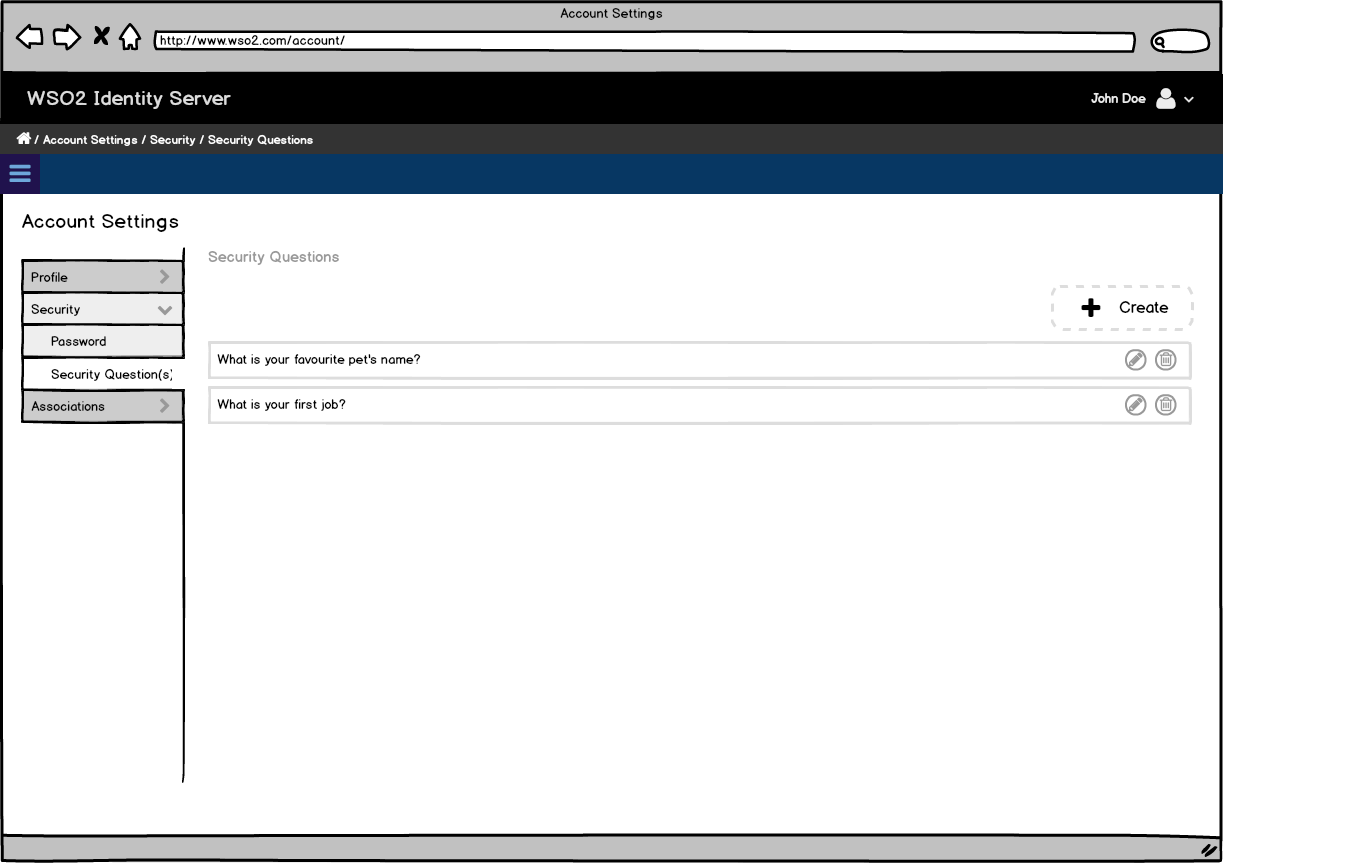 Account Settings
http://www.wso2.com/account/
WSO2 Identity Server
John Doe
/ Account Settings / Security / Security Questions
Account Settings
Security Questions
Profile
Security
Password
Security Question(s)
Associations
Create
What is your favourite pet's name?
What is your first job?